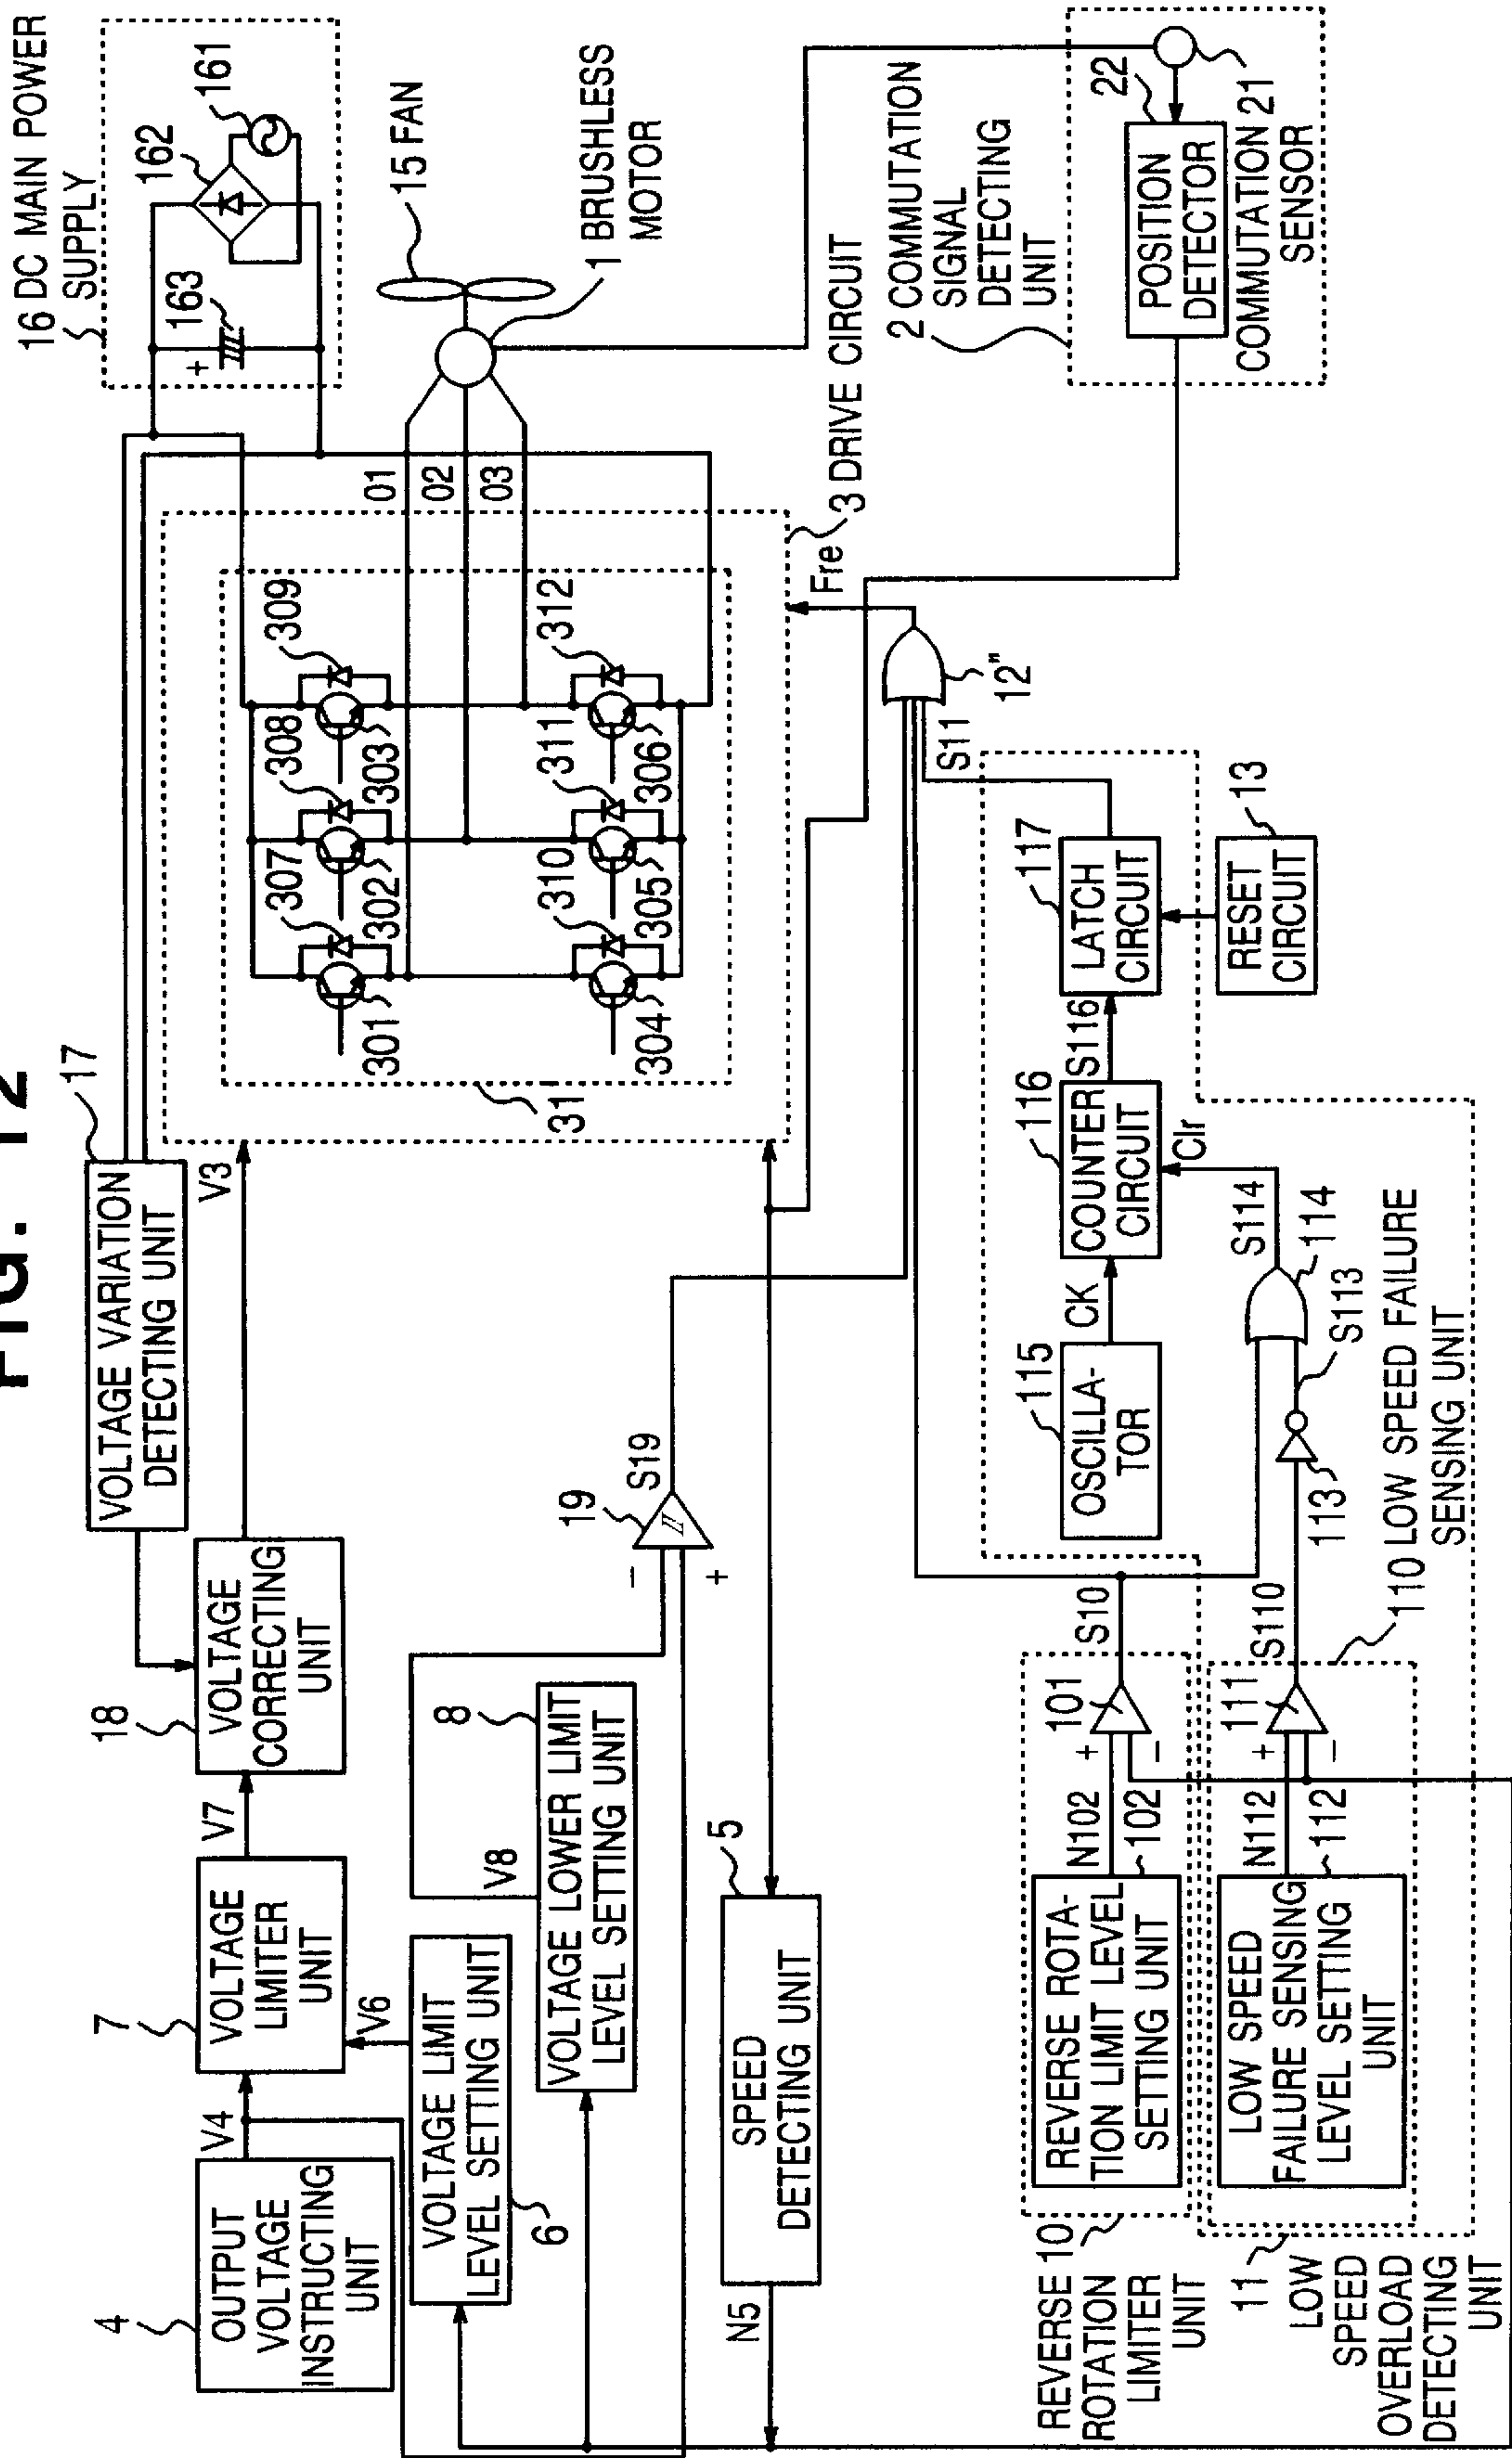 FIG. 12
16 DC MAIN POWER
SUPPLY
163
162
161
+
17
VOLTAGE VARIATION
DETECTING UNIT
18
VOLTAGE
CORRECTING
UNIT
V3
7
VOLTAGE
LIMITER
UNIT
V7
V6
4
OUTPUT
VOLTAGE
INSTRUCTING
UNIT
V4
VOLTAGE LIMIT
LEVEL SETTING UNIT
6
8
VOLTAGE LOWER LIMIT
LEVEL SETTING UNIT
V8
19
S19
−
+
5
SPEED
DETECTING UNIT
N5
31
301
302
303
304
305
306
307
308
309
310
311
312
01
02
03
15 FAN
1 BRUSHLESS
MOTOR
3 DRIVE CIRCUIT
Fre
2 COMMUTATION
SIGNAL
DETECTING
UNIT
22
POSITION
DETECTOR
COMMUTATION 21
SENSOR
12"
S11
117
LATCH
CIRCUIT
13
RESET
CIRCUIT
S116
116
COUNTER
CIRCUIT
Clr
CK
115
OSCILLA-
TOR
S114
114
S113
113
110 LOW SPEED FAILURE
SENSING UNIT
S10
101
+
−
N102
102
REVERSE ROTA-
TION LIMIT LEVEL
SETTING UNIT
S110
111
+
−
N112
112
LOW SPEED
FAILURE SENSING
LEVEL SETTING
UNIT
REVERSE 10
ROTATION
LIMITER
UNIT
11
LOW
SPEED
OVERLOAD
DETECTING
UNIT